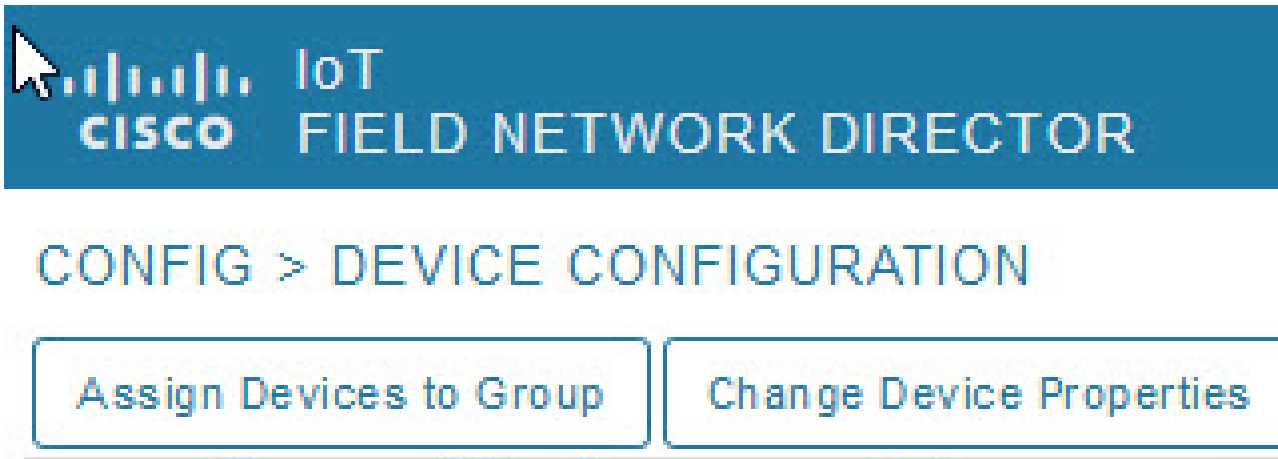 CISCO
IoT
FIELD NETWORK DIRECTOR
CONFIG > DEVICE CONFIGURATION
Assign Devices to Group
Change Device Properties